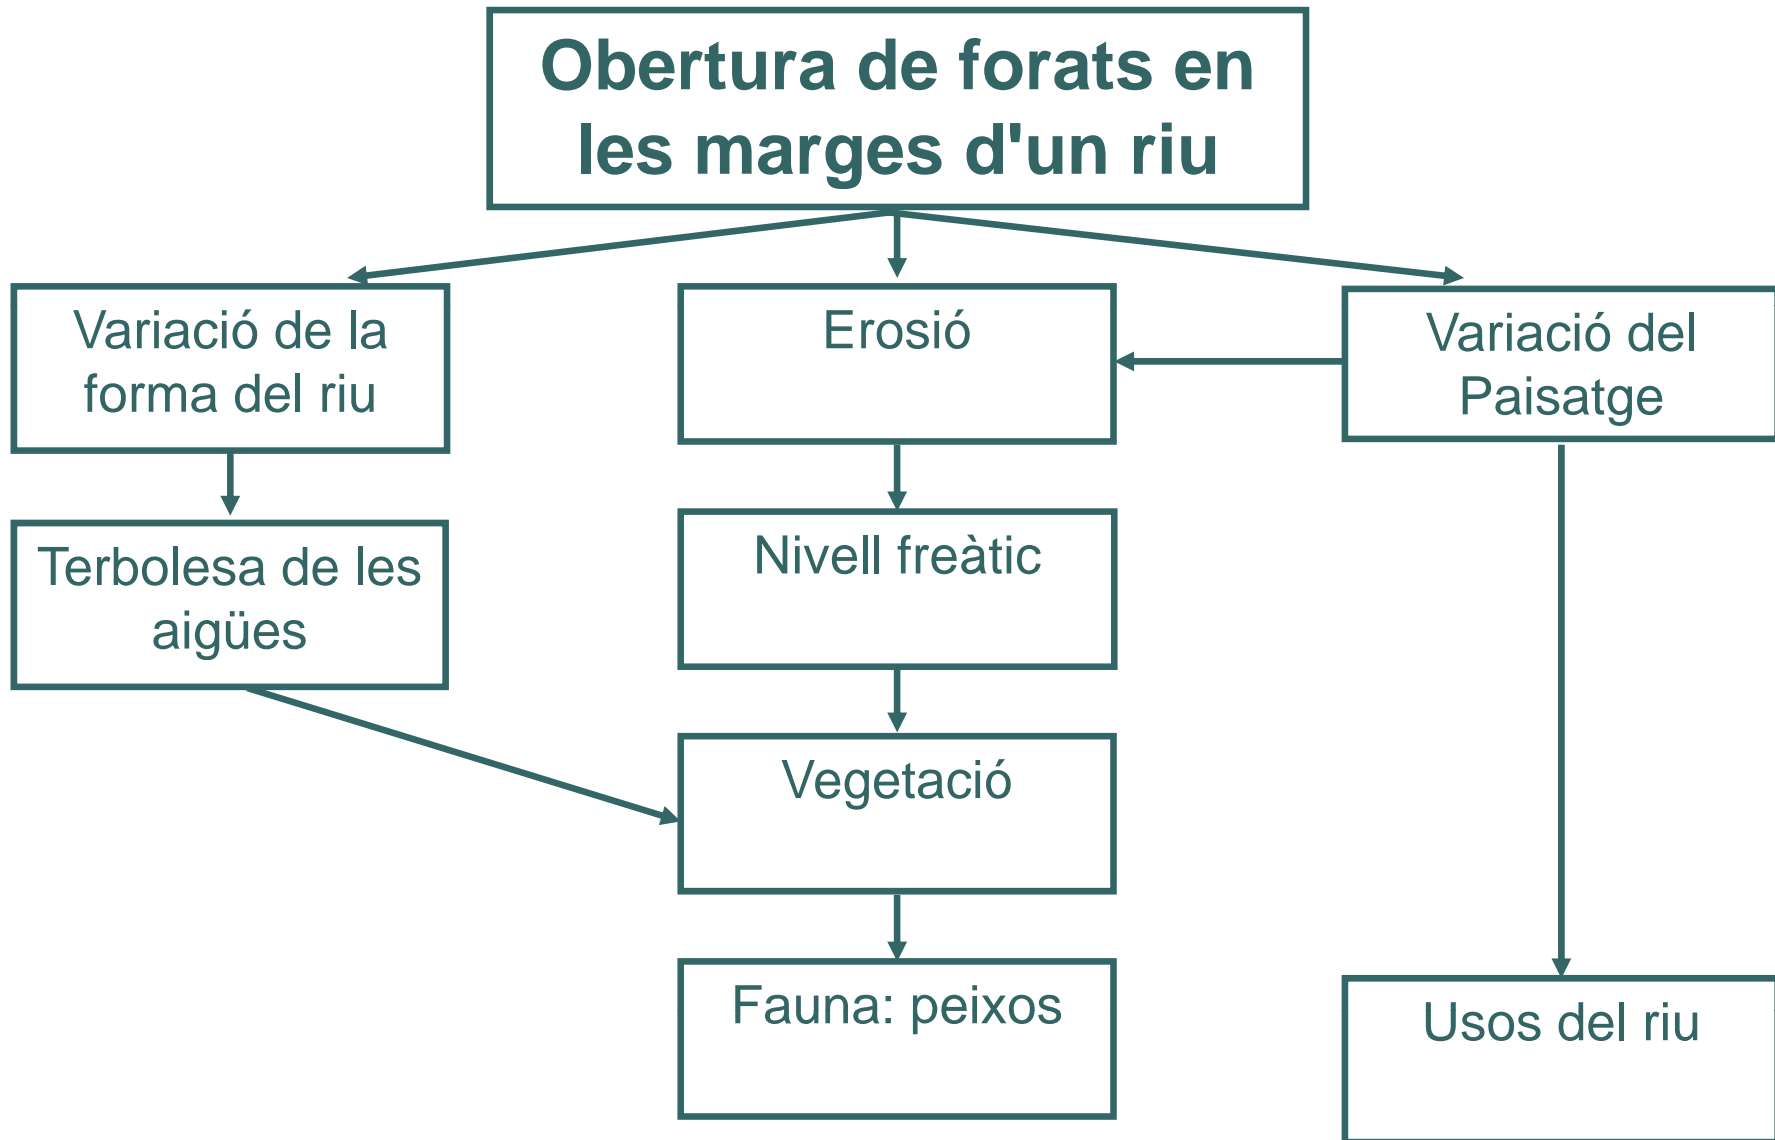 Obertura de forats en
les marges d'un riu
Variació de la
forma del riu
Erosió
Variació del
Paisatge
Terbolesa de les
aigües
Nivell freàtic
Vegetació
Fauna: peixos
Usos del riu